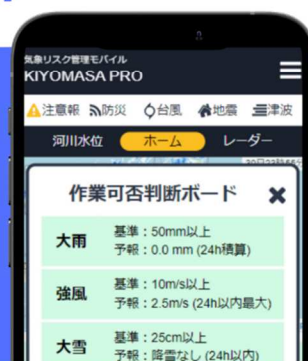 気象リスク管理モバイル
KIYOMASA PRO
注意報 防災 台風 地震 津波
河川水位 ホーム レーダー
作業可否判断ボード ✖
大雨
基準：50mm以上
予報：0.0 mm (24h積算)
強風
基準：10m/s以上
予報：2.5m/s (24h以内最大)
大雪
基準：25cm以上
予報：降雪なし (24h以内)